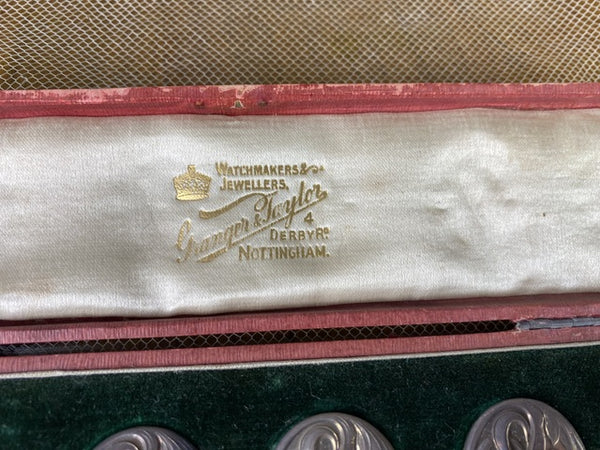 WATCHMAKERS &
JEWELLERS,
Granger & Taylor
4
DERBY RD
NOTTINGHAM.